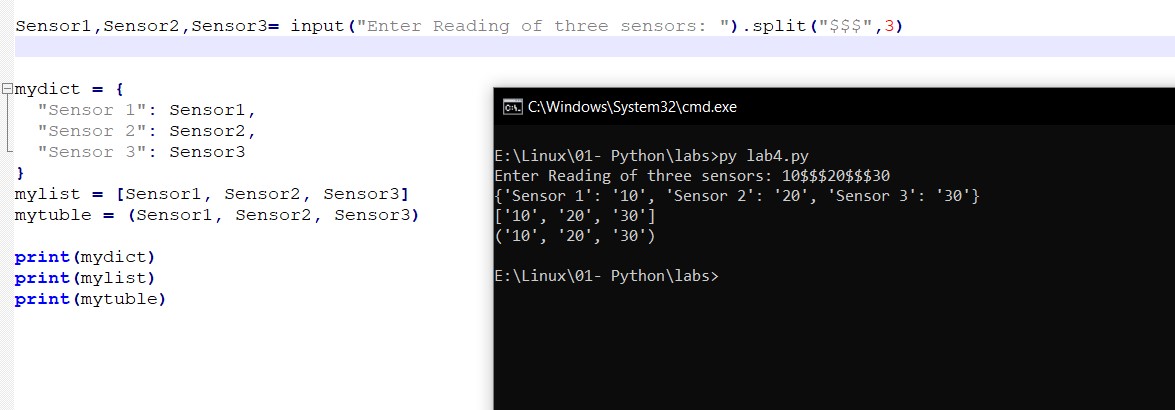 Sensor1,Sensor2,Sensor3= input("Enter Reading of three sensors: ").split("$$$",3)
mydict = {
"Sensor 1": Sensor1,
"Sensor 2": Sensor2,
"Sensor 3": Sensor3
}
mylist = [Sensor1, Sensor2, Sensor3]
mytuble = (Sensor1, Sensor2, Sensor3)
print(mydict)
print(mylist)
print(mytuble)
C:\Windows\System32\cmd.exe
E:\Linux\01- Python\labs>py lab4.py
Enter Reading of three sensors: 10$$$20$$$30
{'Sensor 1': '10', 'Sensor 2': '20', 'Sensor 3': '30'}
['10', '20', '30']
('10', '20', '30')
E:\Linux\01- Python\labs>